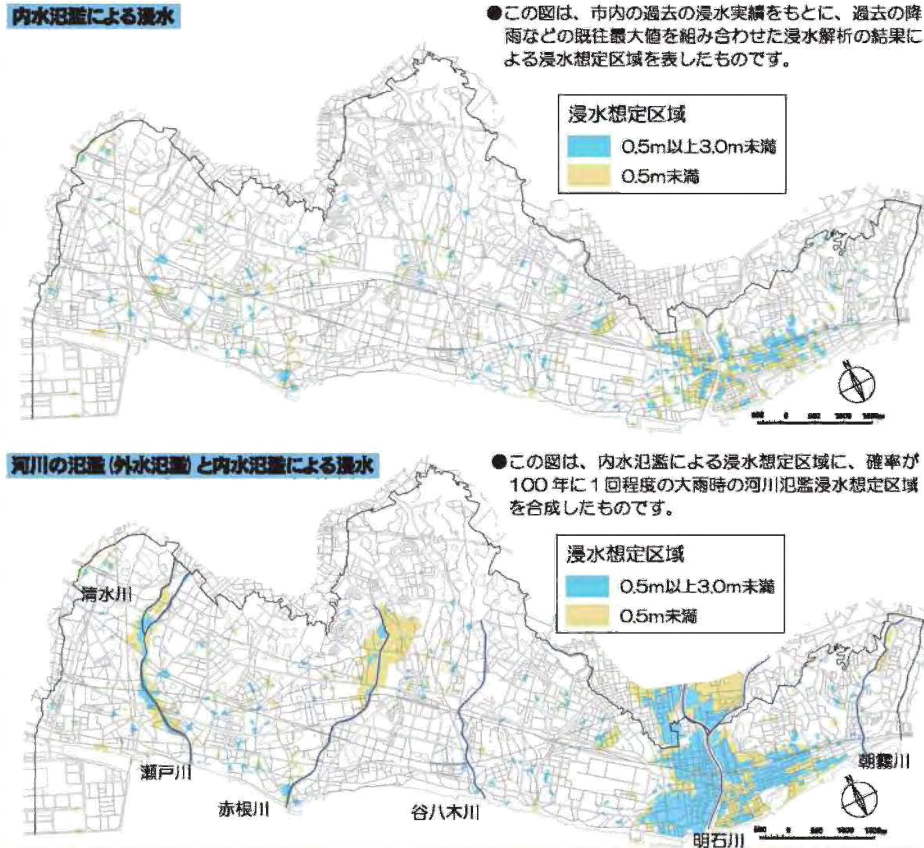 内水氾濫による浸水
●この図は、市内の過去の浸水実績をもとに、過去の降
雨などの既往最大値を組み合わせた浸水解析の結果に
よる浸水想定区域を表したものです。
浸水想定区域
0.5m以上3.0m未満
0.5m未満
500 0 500 1000 1500m
河川の氾濫(外水氾濫)と内水氾濫による浸水
●この図は、内水氾濫による浸水想定区域に、確率が
100年に1回程度の大雨時の河川氾濫浸水想定区域
を合成したものです。
浸水想定区域
0.5m以上3.0m未満
0.5m未満
清水川
瀬戸川
赤根川
谷八木川
明石川
朝霧川
500 0 500 1000 1500m